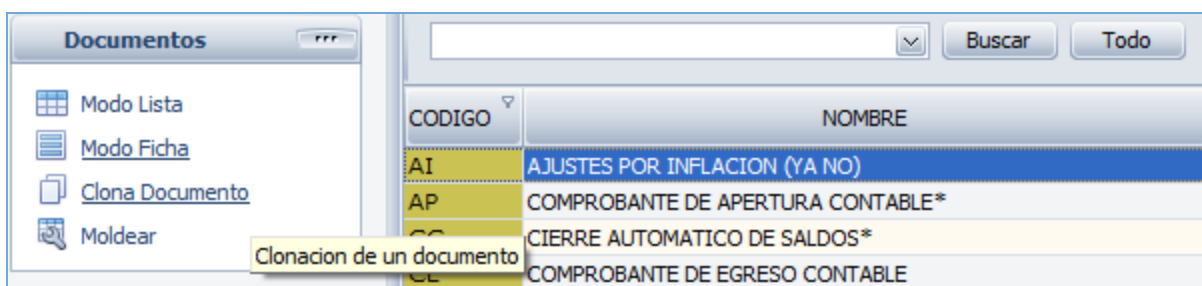 Documentos
Buscar
Todo
Modo Lista
Modo Ficha
Clona Documento
Moldear
Clonacion de un documento
CODIGO NOMBRE
AI AJUSTES POR INFLACION (YA NO)
AP COMPROBANTE DE APERTURA CONTABLE*
CIERRE AUTOMATICO DE SALDOS*
CE COMPROBANTE DE EGRESO CONTABLE